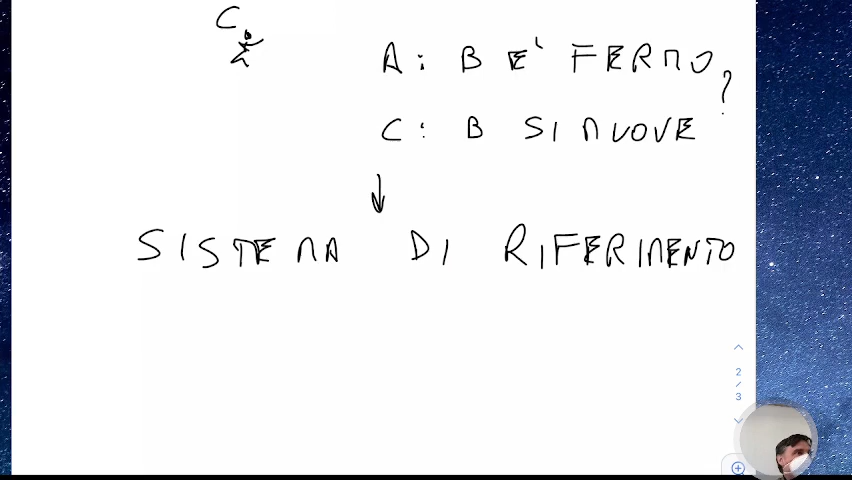 C
A: B E' FERMO
?
C: B SI MUOVE
SISTEMA DI RIFERIMENTO
2
/
3